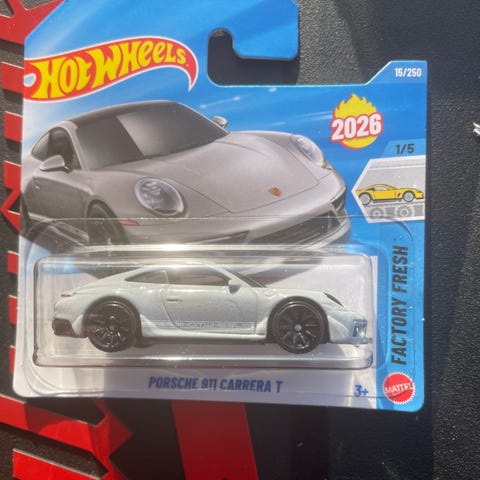 HOT WHEELS
15/250
2026
1/5
FACTORY FRESH
PORSCHE 911 CARRERA T
3+
MATTEL